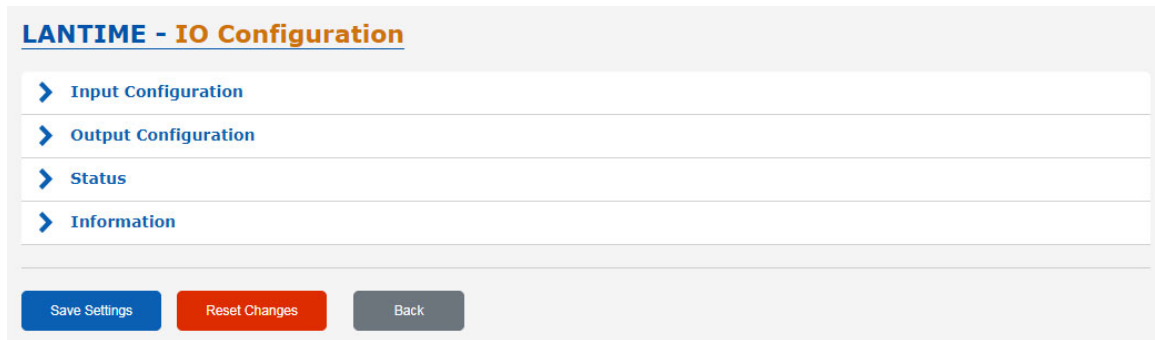 LANTIME - IO Configuration
Input Configuration
Output Configuration
Status
Information
Save Settings Reset Changes Back